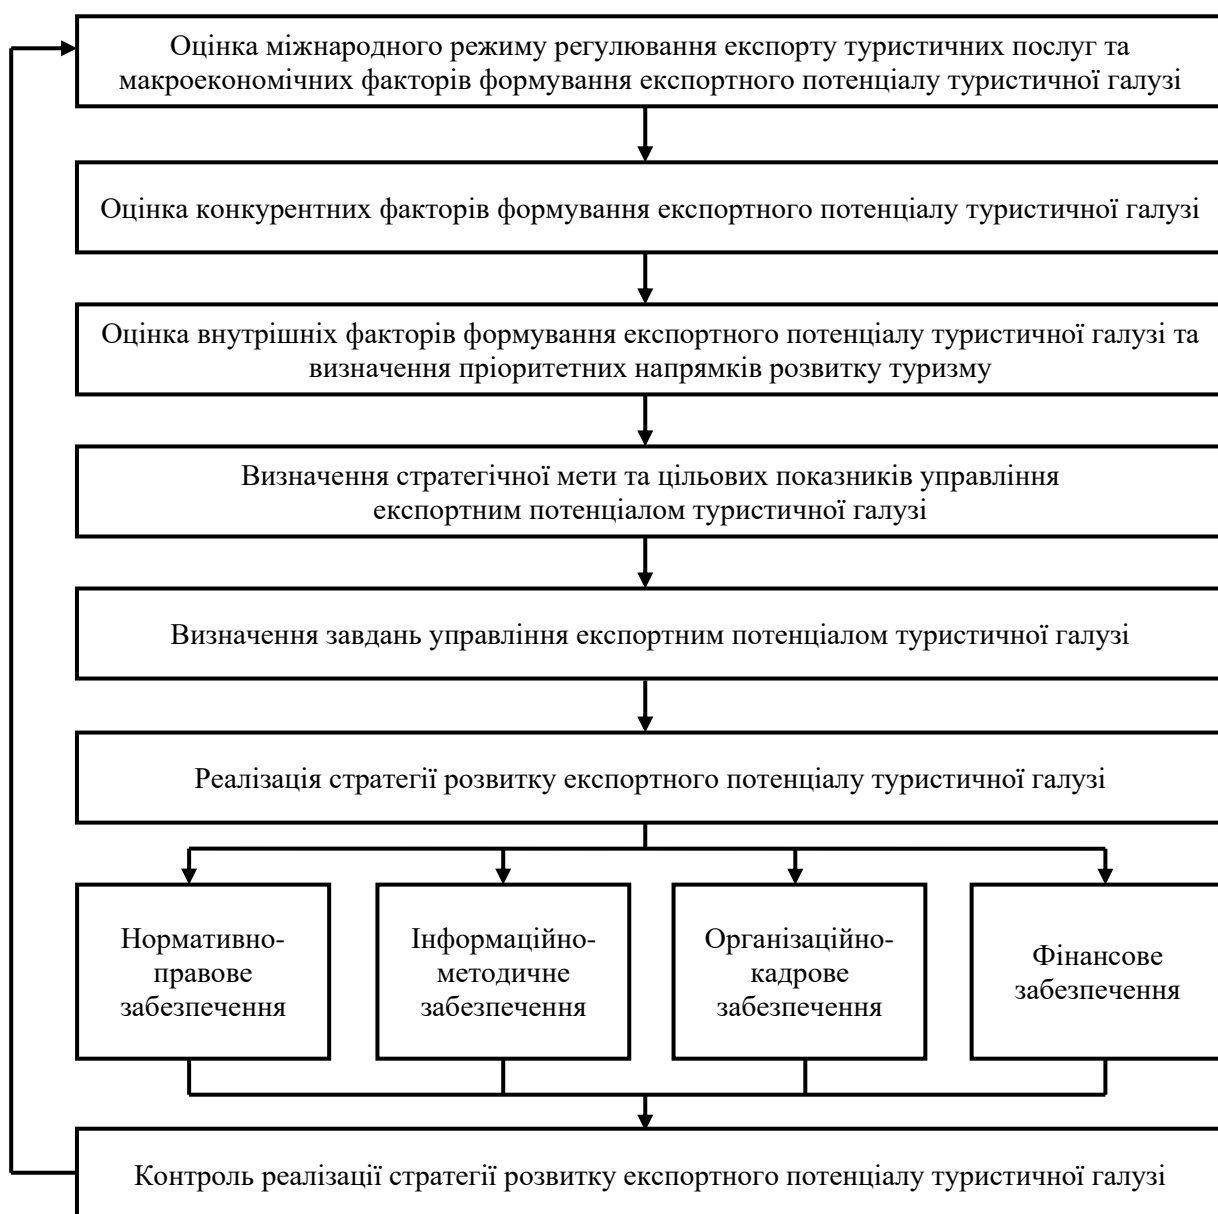 Оцінка міжнародного режиму регулювання експорту туристичних послуг та
макроекономічних факторів формування експортного потенціалу туристичної галузі
Оцінка конкурентних факторів формування експортного потенціалу туристичної галузі
Оцінка внутрішніх факторів формування експортного потенціалу туристичної галузі та
визначення пріоритетних напрямків розвитку туризму
Визначення стратегічної мети та цільових показників управління
експортним потенціалом туристичної галузі
Визначення завдань управління експортним потенціалом туристичної галузі
Реалізація стратегії розвитку експортного потенціалу туристичної галузі
Нормативно-
правове
забезпечення
Інформаційно-
методичне
забезпечення
Організаційно-
кадрове
забезпечення
Фінансове
забезпечення
Контроль реалізації стратегії розвитку експортного потенціалу туристичної галузі